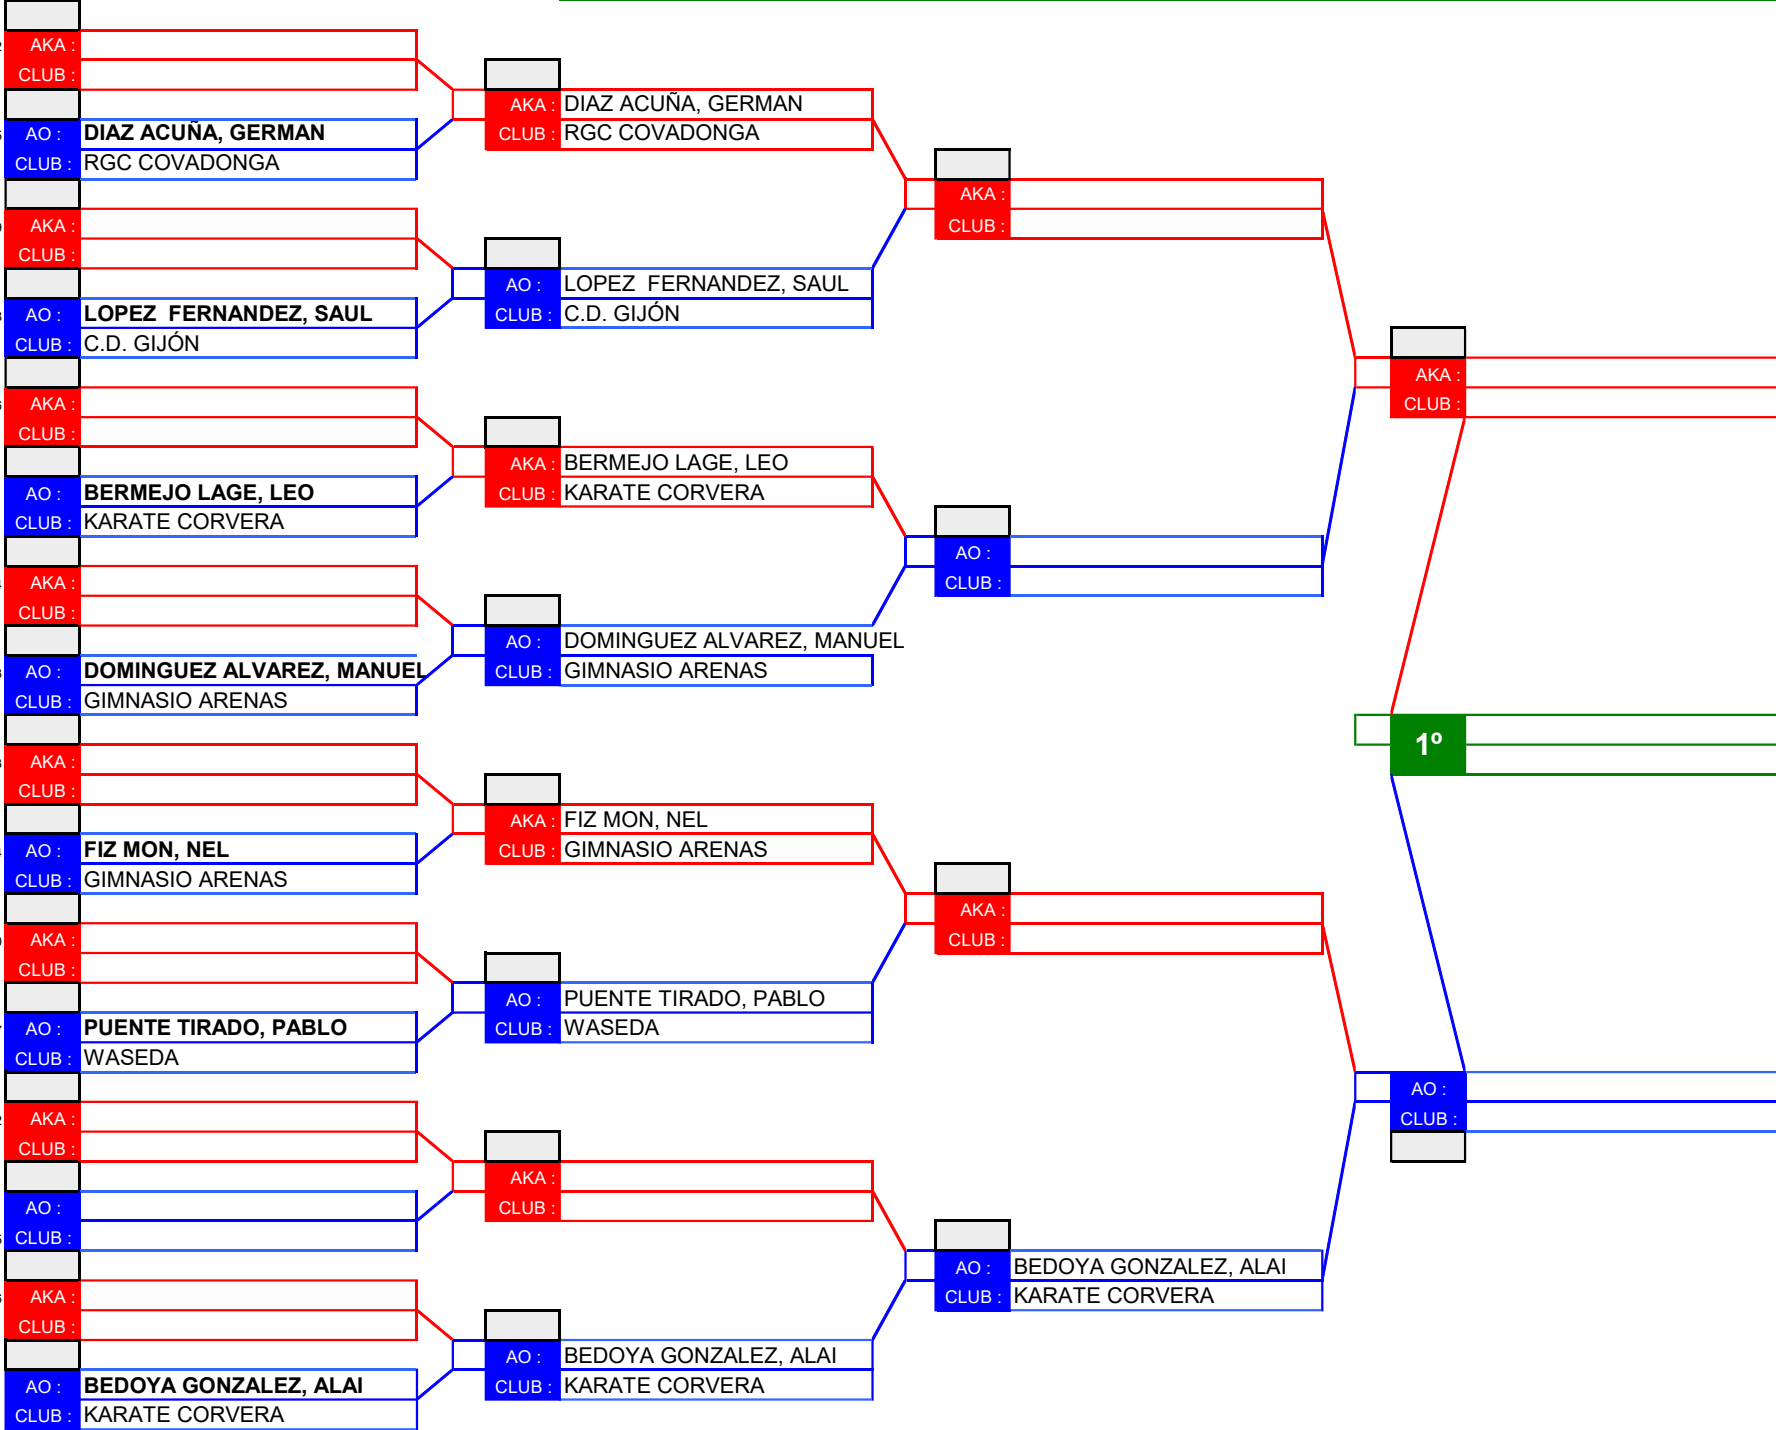 AKA :
CLUB :
AO : DIAZ ACUÑA, GERMAN
CLUB : RGC COVADONGA
AKA :
CLUB :
AO : LOPEZ  FERNANDEZ, SAUL
CLUB : C.D. GIJÓN
AKA :
CLUB :
AO : BERMEJO LAGE, LEO
CLUB : KARATE CORVERA
AKA :
CLUB :
AO : DOMINGUEZ ALVAREZ, MANUEL
CLUB : GIMNASIO ARENAS
AKA :
CLUB :
AO : FIZ MON, NEL
CLUB : GIMNASIO ARENAS
AKA :
CLUB :
AO : PUENTE TIRADO, PABLO
CLUB : WASEDA
AKA :
CLUB :
AO :
CLUB :
AKA :
CLUB :
AO : BEDOYA GONZALEZ, ALAI
CLUB : KARATE CORVERA
AKA : DIAZ ACUÑA, GERMAN
CLUB : RGC COVADONGA
AO : LOPEZ  FERNANDEZ, SAUL
CLUB : C.D. GIJÓN
AKA : BERMEJO LAGE, LEO
CLUB : KARATE CORVERA
AO : DOMINGUEZ ALVAREZ, MANUEL
CLUB : GIMNASIO ARENAS
AKA : FIZ MON, NEL
CLUB : GIMNASIO ARENAS
AO : PUENTE TIRADO, PABLO
CLUB : WASEDA
AKA :
CLUB :
AO : BEDOYA GONZALEZ, ALAI
CLUB : KARATE CORVERA
AKA :
CLUB :
AO :
CLUB :
AKA :
CLUB :
AO : BEDOYA GONZALEZ, ALAI
CLUB : KARATE CORVERA
AKA :
CLUB :
1º
AO :
CLUB :